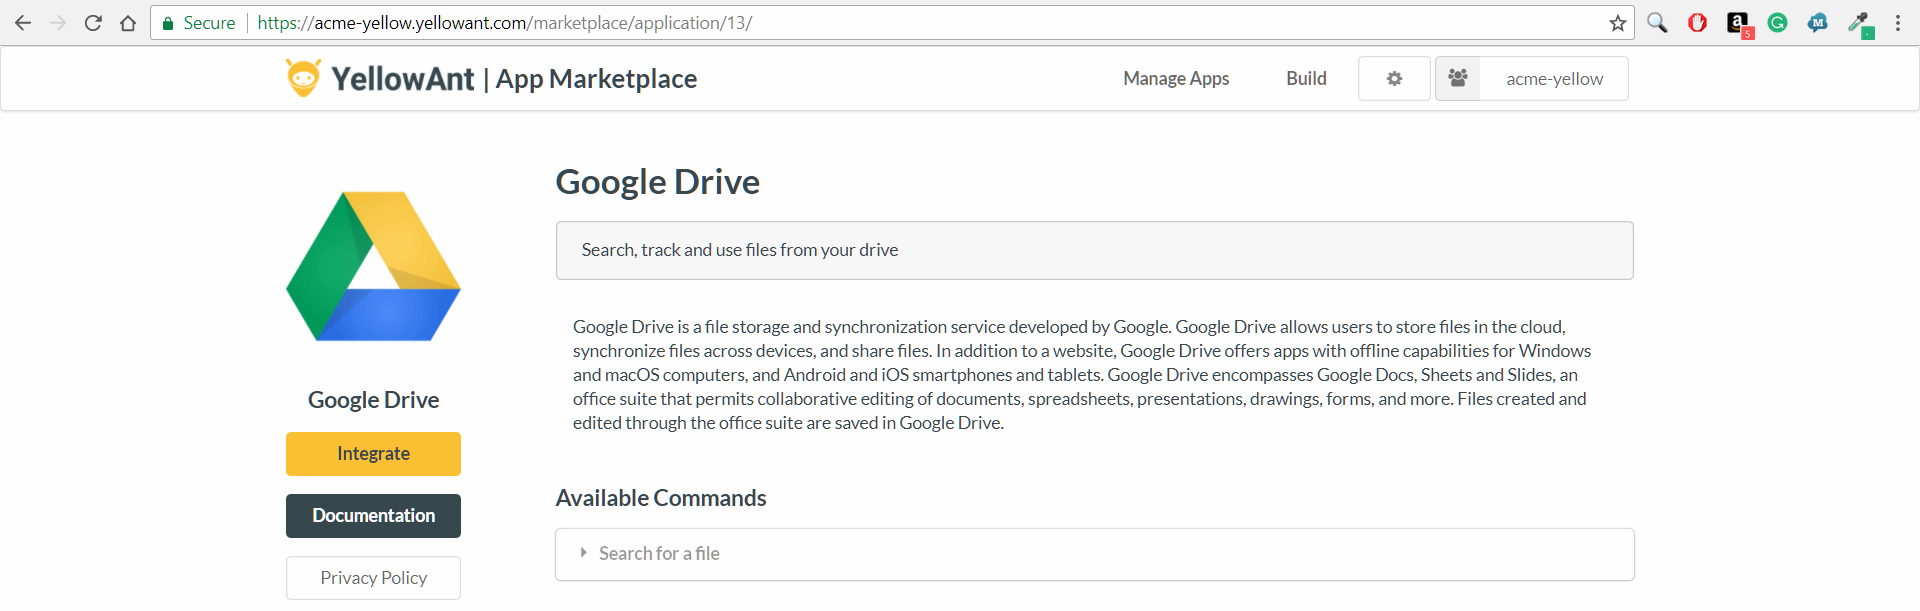 Secure https://acme-yellow.yellowant.com/marketplace/application/13/
a
5
G
M
YellowAnt | App Marketplace
Manage Apps
Build
acme-yellow
Google Drive
Search, track and use files from your drive
Google Drive is a file storage and synchronization service developed by Google. Google Drive allows users to store files in the cloud,
synchronize files across devices, and share files. In addition to a website, Google Drive offers apps with offline capabilities for Windows
and macOS computers, and Android and iOS smartphones and tablets. Google Drive encompasses Google Docs, Sheets and Slides, an
office suite that permits collaborative editing of documents, spreadsheets, presentations, drawings, forms, and more. Files created and
edited through the office suite are saved in Google Drive.
Google Drive
Integrate
Documentation
Privacy Policy
Available Commands
Search for a file